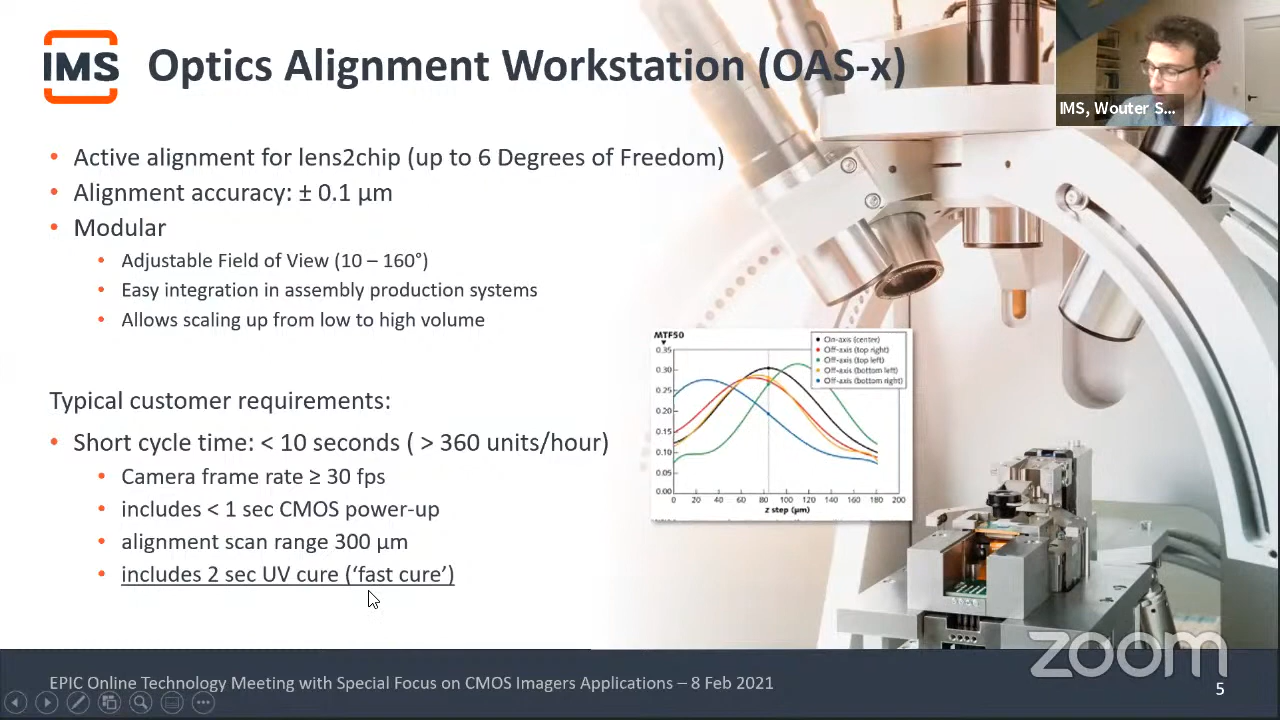 IMS
Optics Alignment Workstation (OAS-x)
IMS, Wouter S...
• Active alignment for lens2chip (up to 6 Degrees of Freedom)
• Alignment accuracy: ± 0.1 µm
• Modular
• Adjustable Field of View (10 – 160°)
• Easy integration in assembly production systems
• Allows scaling up from low to high volume
Typical customer requirements:
• Short cycle time: < 10 seconds ( > 360 units/hour)
• Camera frame rate ≥ 30 fps
• includes < 1 sec CMOS power-up
• alignment scan range 300 µm
• includes 2 sec UV cure (‘fast cure’)
MTF50
0.35
0.30
0.25
0.20
0.15
0.10
0.05
0.00
0 20 40 60 80 100 120 140 160 180 200
z step (µm)
On-axis (center)
Off-axis (top right)
Off-axis (top left)
Off-axis (bottom left)
Off-axis (bottom right)
zoom
EPIC Online Technology Meeting with Special Focus on CMOS Imagers Applications – 8 Feb 2021
5